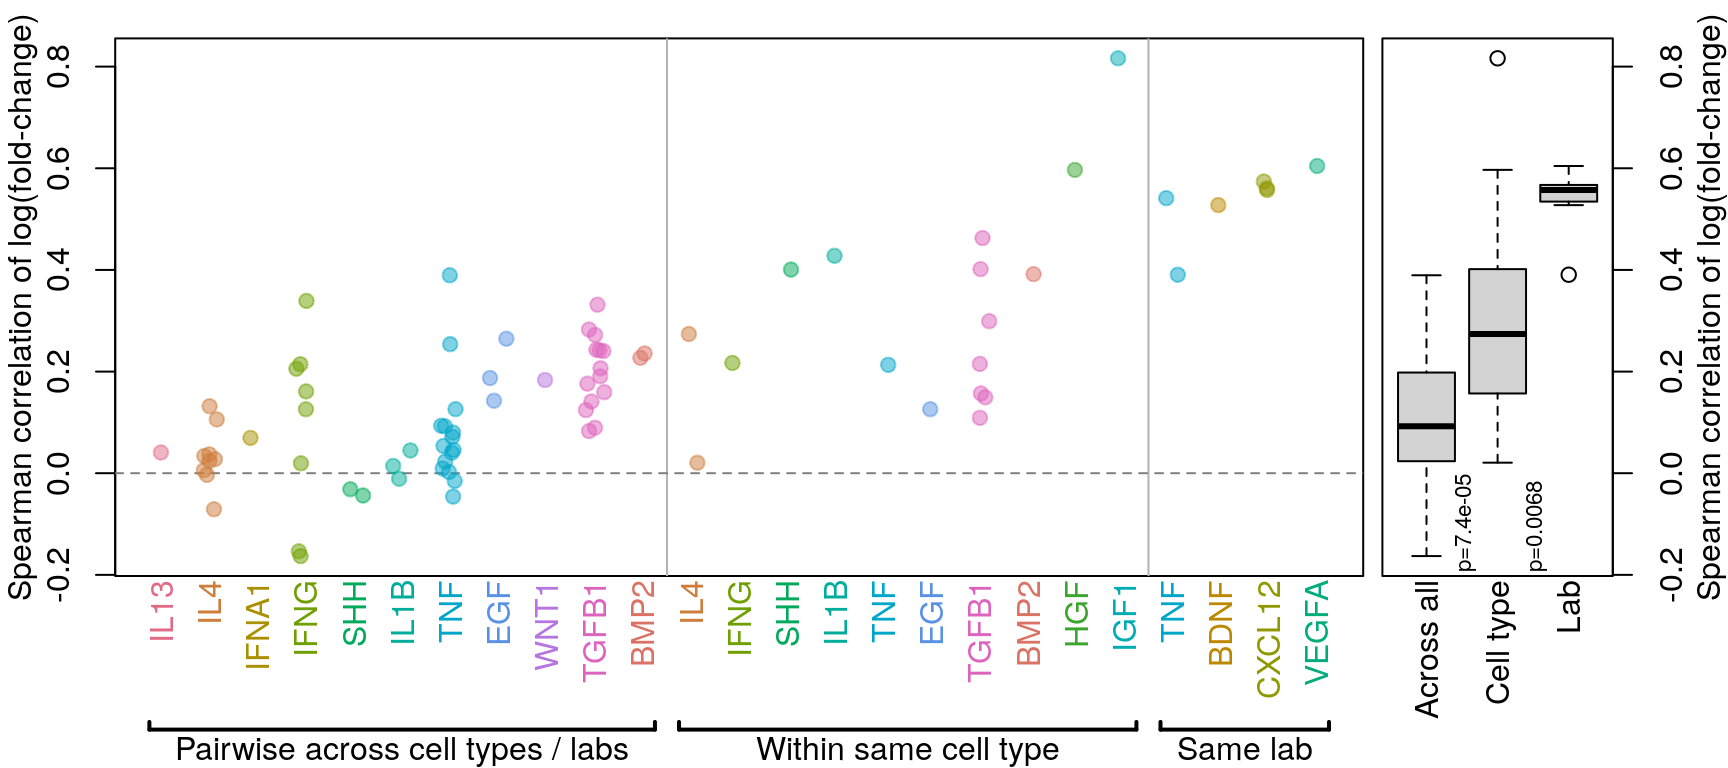 Spearman correlation of log(fold-change)
0.8
0.6
0.4
0.2
0.0
-0.2
IL13
IL4
IFNA1
IFNG
SHH
IL1B
TNF
EGF
WNT1
TGFB1
BMP2
IL4
IFNG
SHH
IL1B
TNF
EGF
TGFB1
BMP2
HGF
IGF1
TNF
BDNF
CXCL12
VEGFA
Pairwise across cell types / labs
Within same cell type
Same lab
p=7.4e-05
p=0.0068
Across all
Cell type
Lab
0.8
0.6
0.4
0.2
0.0
-0.2
Spearman correlation of log(fold-change)